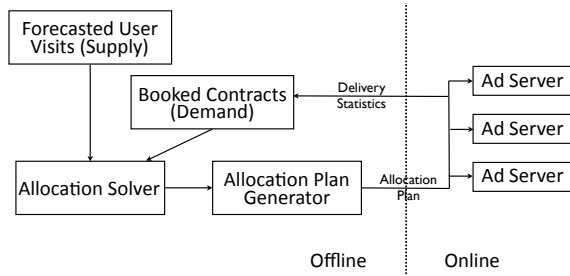 Forecasted User
Visits (Supply)
Booked Contracts
(Demand)
Delivery
Statistics
Ad Server
Ad Server
Ad Server
Allocation Solver
Allocation Plan
Generator
Allocation
Plan
Offline
Online